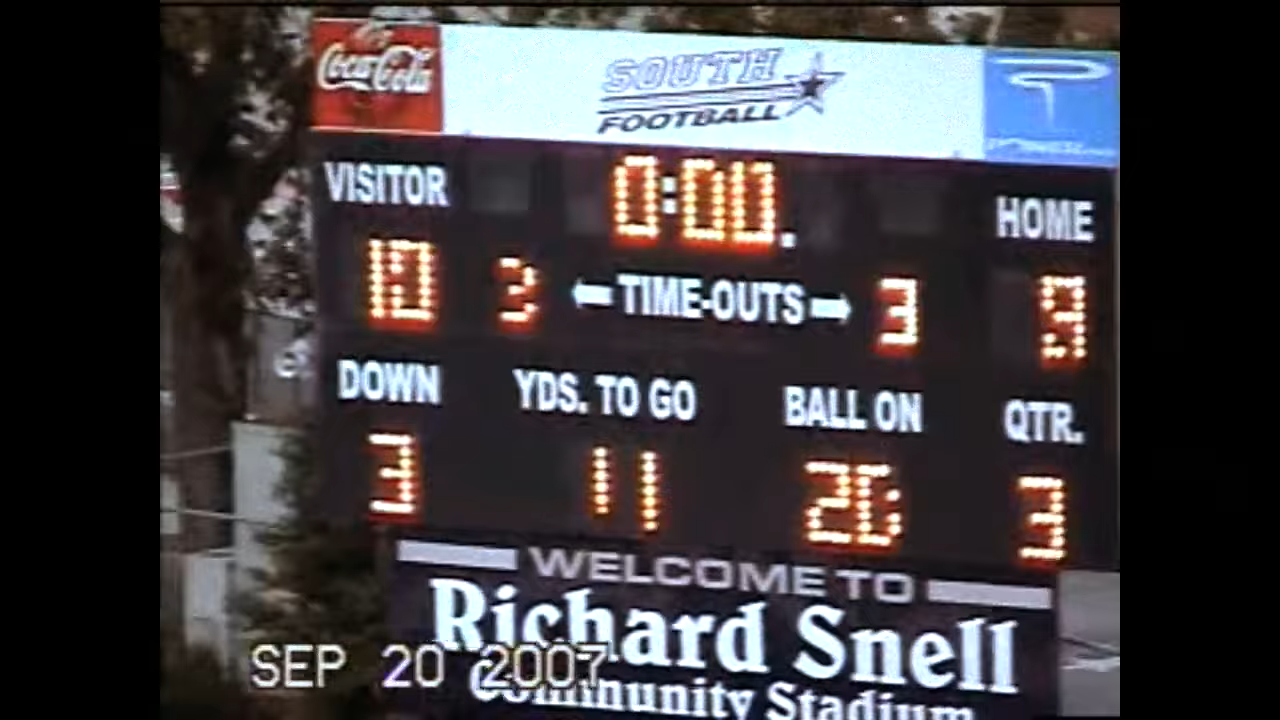 Coca-Cola
SOUTH
FOOTBALL
VISITOR
0:00.
HOME
10
3
TIME-OUTS
3
9
DOWN
YDS. TO GO
BALL ON
QTR.
3
11
26
3
WELCOME TO
Richard Snell
Community Stadium
SEP 20 2007